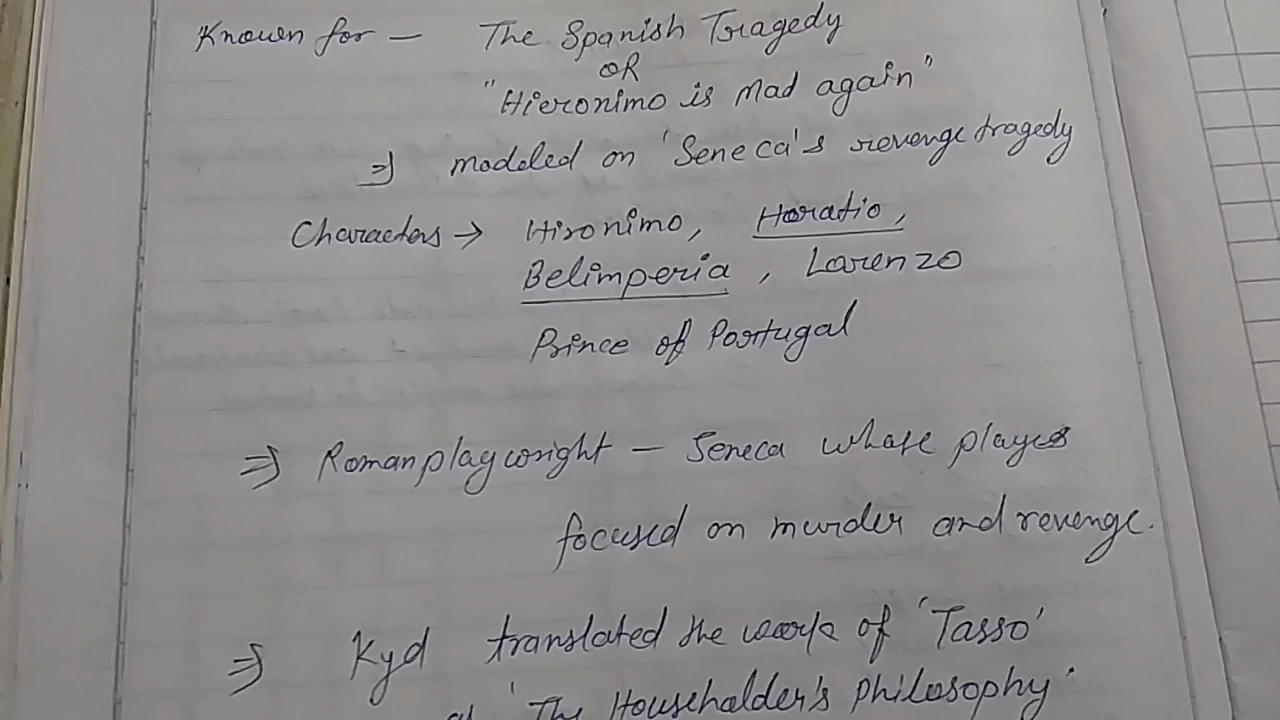 Known for — The Spanish Tragedy
OR
"Hieronimo is Mad again"
⇒ modeled on 'Seneca's revenge tragedy
Characters → Hironimo, Horatio,
Belimperia, Lorenzo
Prince of Portugal
⇒ Roman playwright — Seneca whose playes
focused on murder and revenge.
⇒ Kyd translated the work of 'Tasso'
'The Householder's Philosophy'